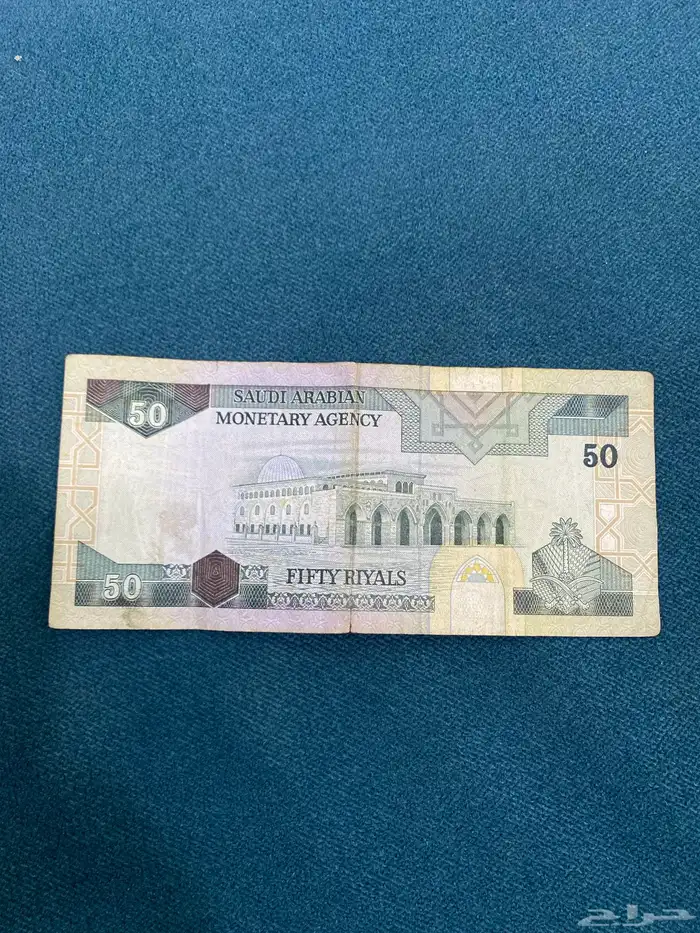 50
SAUDI ARABIAN
MONETARY AGENCY
50
FIFTY RIYALS
50
حراج